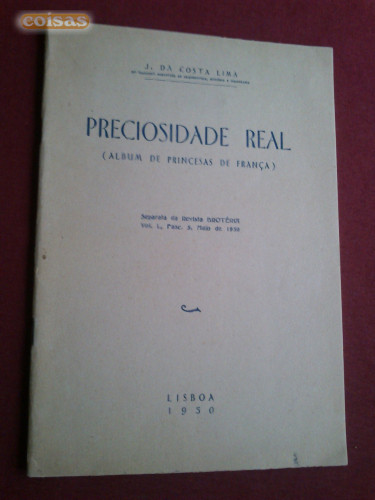 coisas
J. DA COSTA LIMA
PRECIOSIDADE REAL
(ALBUM DE PRINCESAS DE FRANÇA)
Separata da Revista BROTÉRIA
Vol. L, Fasc. 5, Maio de 1950
LISBOA
1950